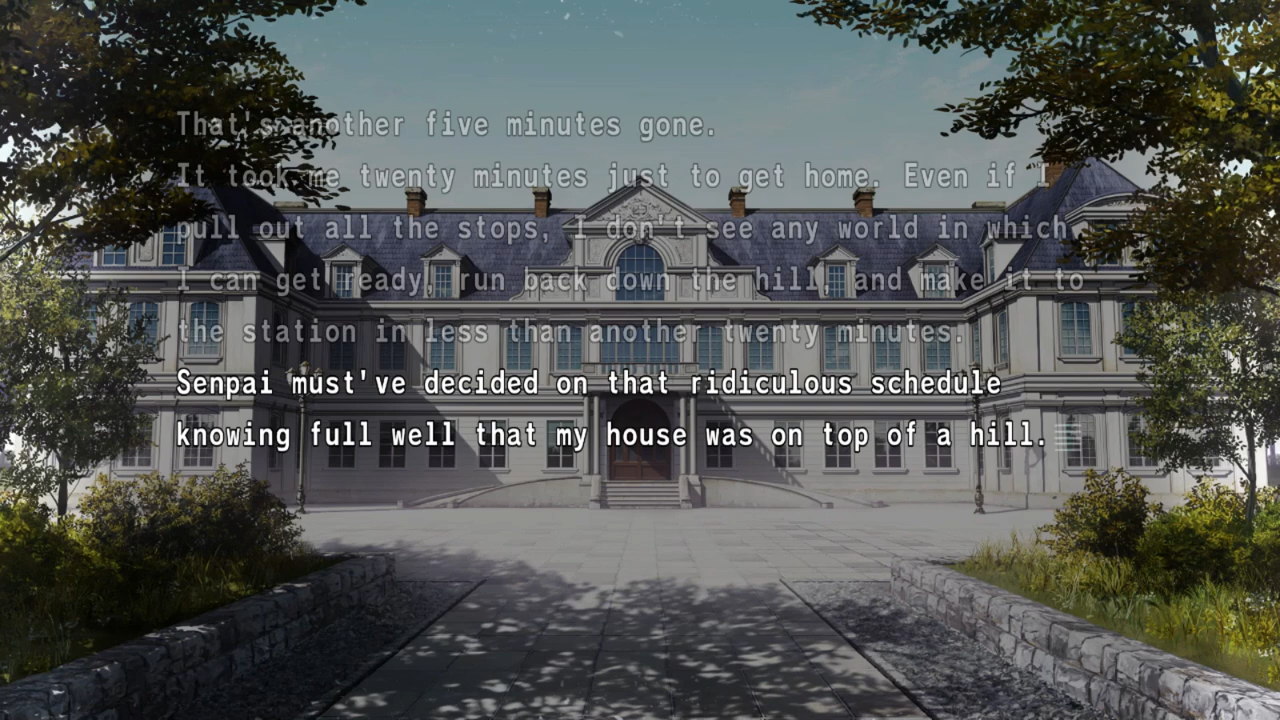 That's another five minutes gone.
It took me twenty minutes just to get home. Even if I
pull out all the stops, I don't see any world in which
I can get ready, run back down the hill, and make it to
the station in less than another twenty minutes.
Senpai must've decided on that ridiculous schedule
knowing full well that my house was on top of a hill.